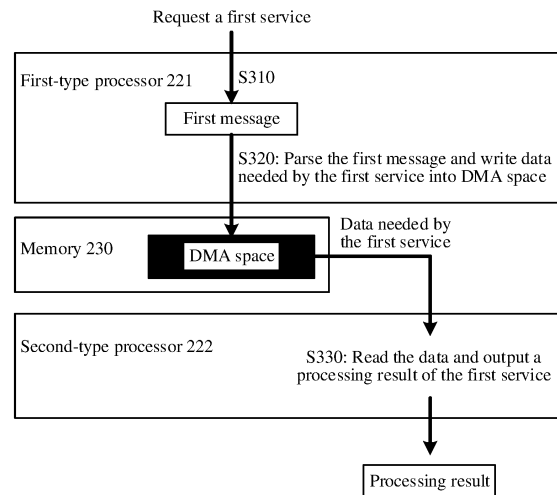 Request a first service
First-type processor 221
S310
First message
S320: Parse the first message and write data
needed by the first service into DMA space
Memory 230
DMA space
Data needed by
the first service
Second-type processor 222
S330: Read the data and output a
processing result of the first service
Processing result